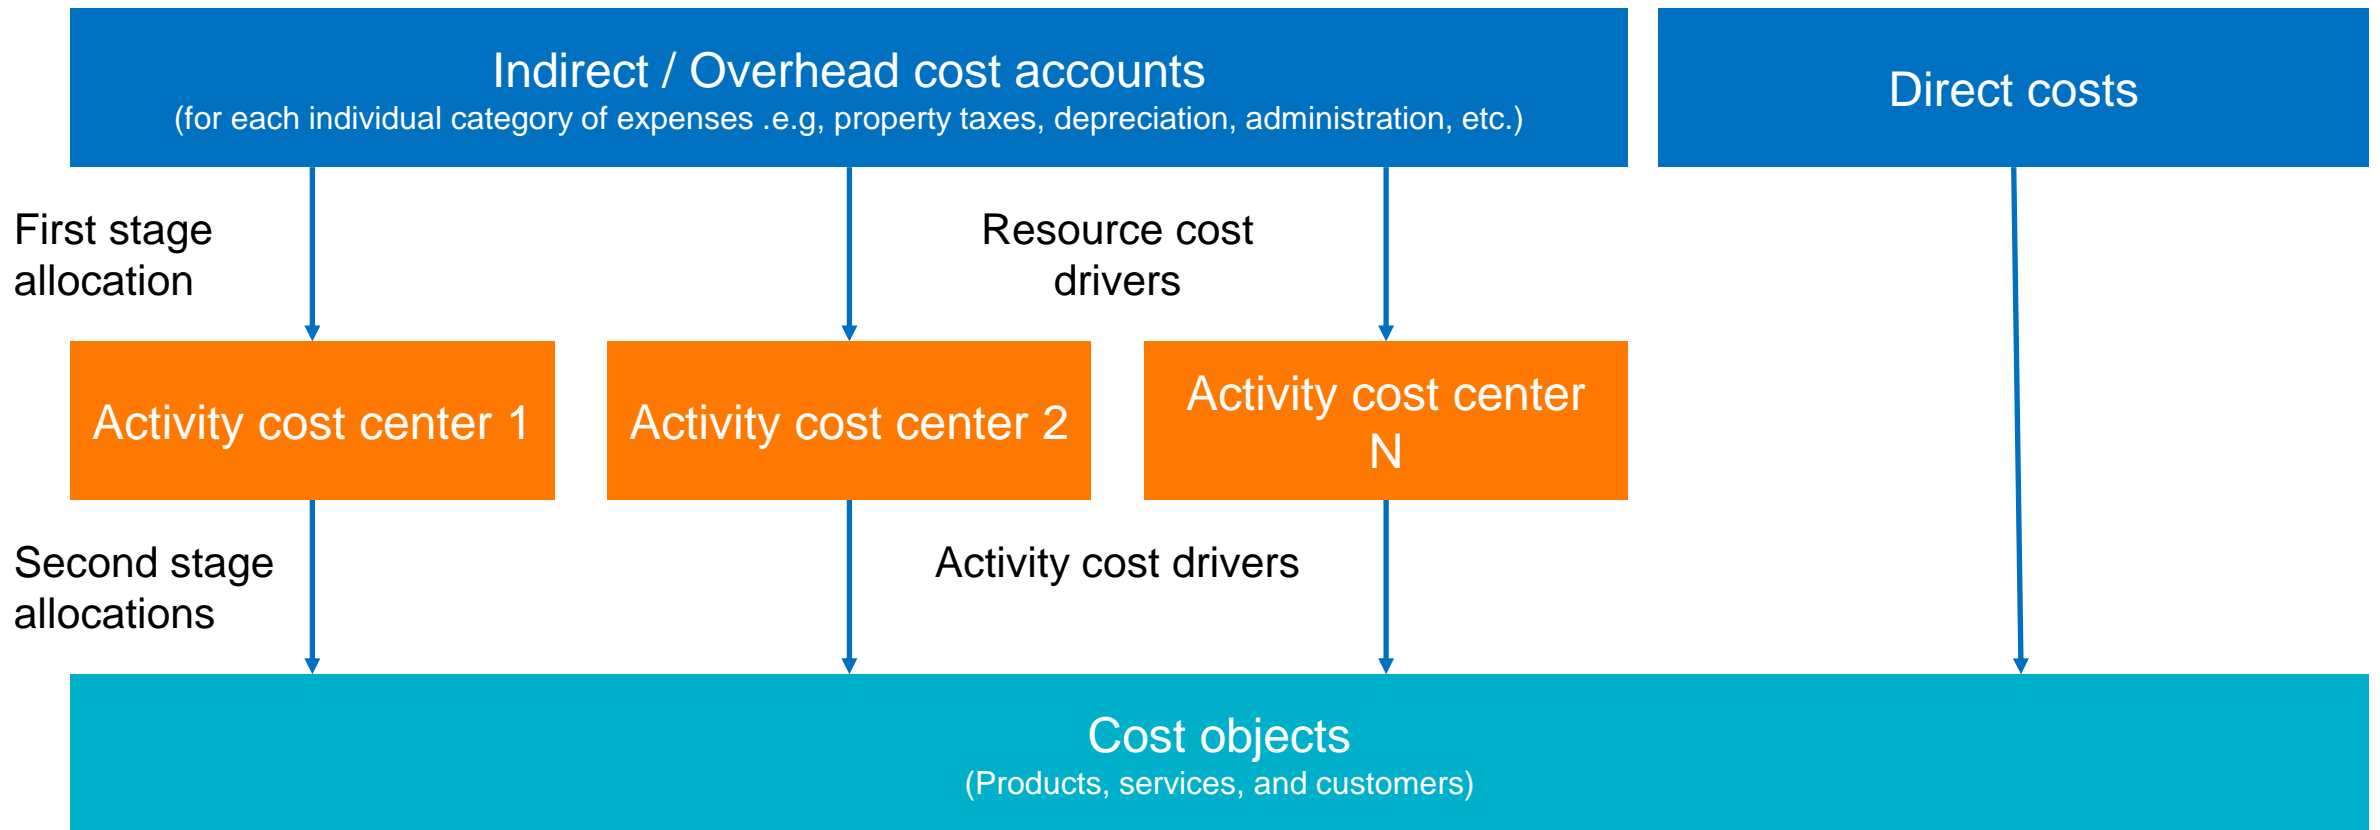 Indirect / Overhead cost accounts
(for each individual category of expenses .e.g, property taxes, depreciation, administration, etc.)
Direct costs
First stage
allocation
Resource cost
drivers
Activity cost center 1
Activity cost center 2
Activity cost center
N
Second stage
allocations
Activity cost drivers
Cost objects
(Products, services, and customers)